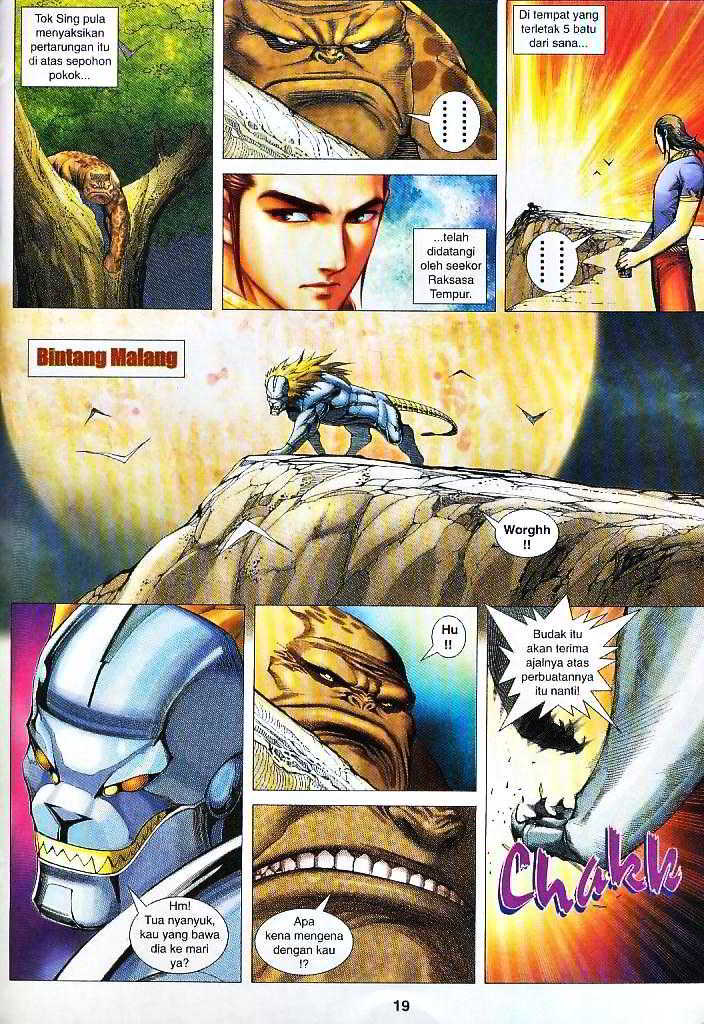 Tok Sing pula
menyaksikan
pertarungan itu
di atas sepohon
pokok...
Di tempat yang
terletak 5 batu
dari sana...
...telah
didatangi
oleh seekor
Raksasa
Tempur.
Bintang Malang
Worghh
!!
Hu
!!
Budak itu
akan terima
ajalnya atas
perbuatannya
itu nanti!
Hm!
Tua nyanyuk,
kau yang bawa
dia ke mari
ya?
Apa
kena mengena
dengan kau
!?
Chakk
19